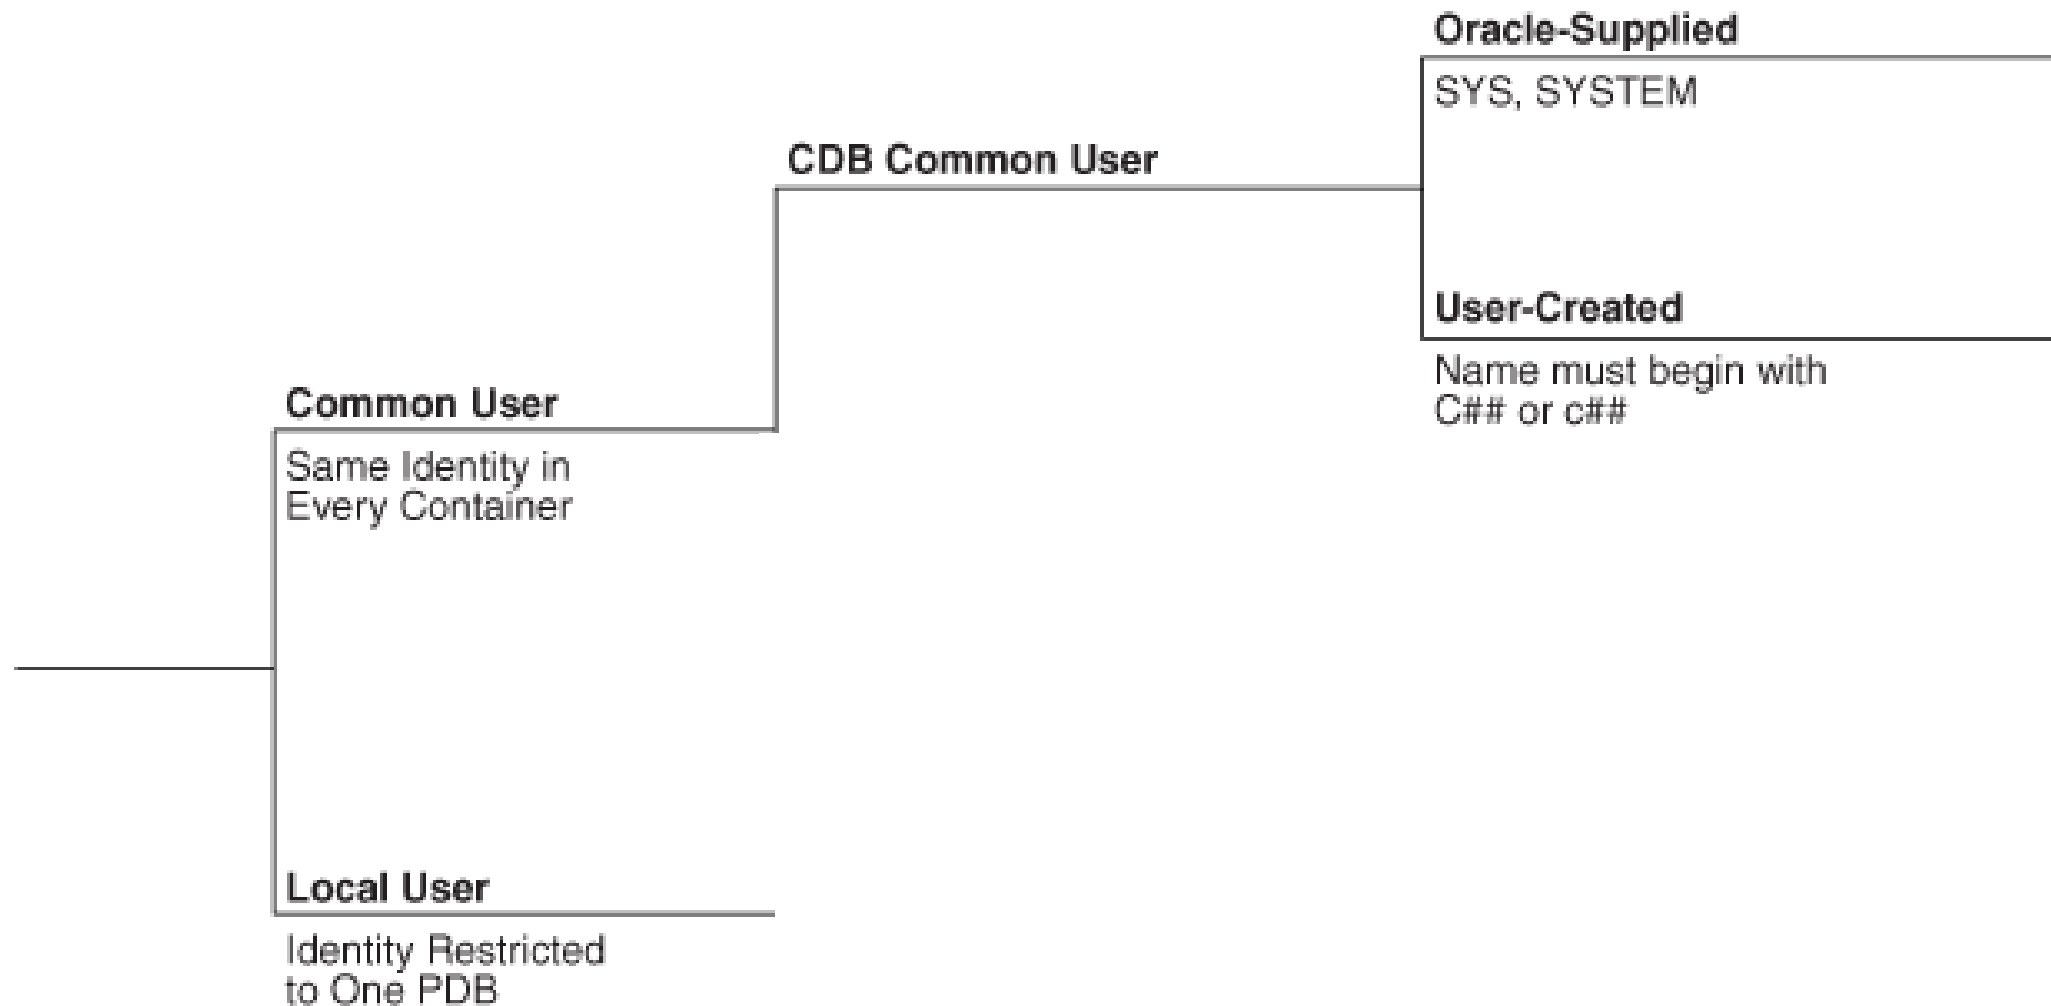 Oracle-Supplied
SYS, SYSTEM
CDB Common User
User-Created
Name must begin with
C## or c##
Common User
Same Identity in
Every Container
Local User
Identity Restricted
to One PDB